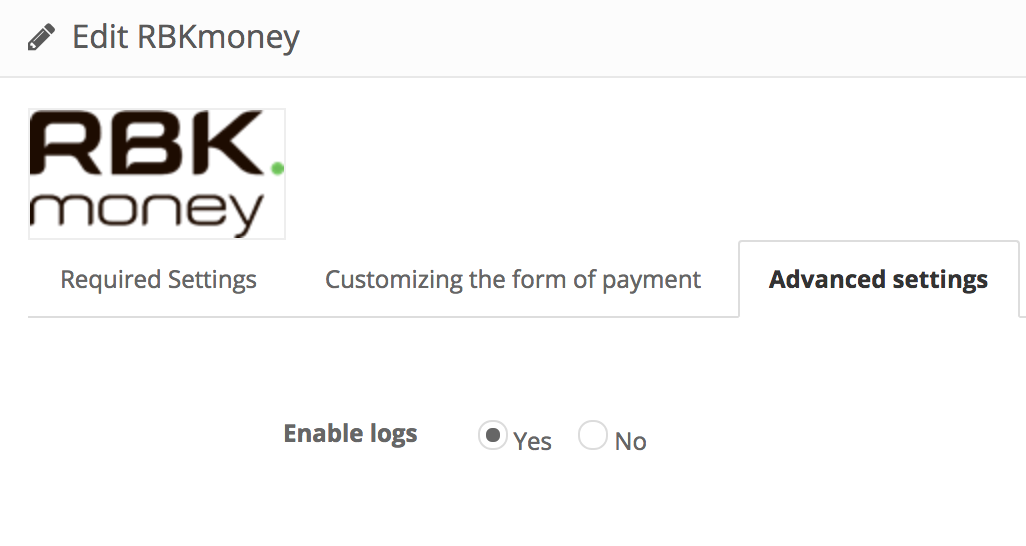 Edit RBKmoney
RBK.
money
Required Settings Customizing the form of payment Advanced settings
Enable logs Yes No